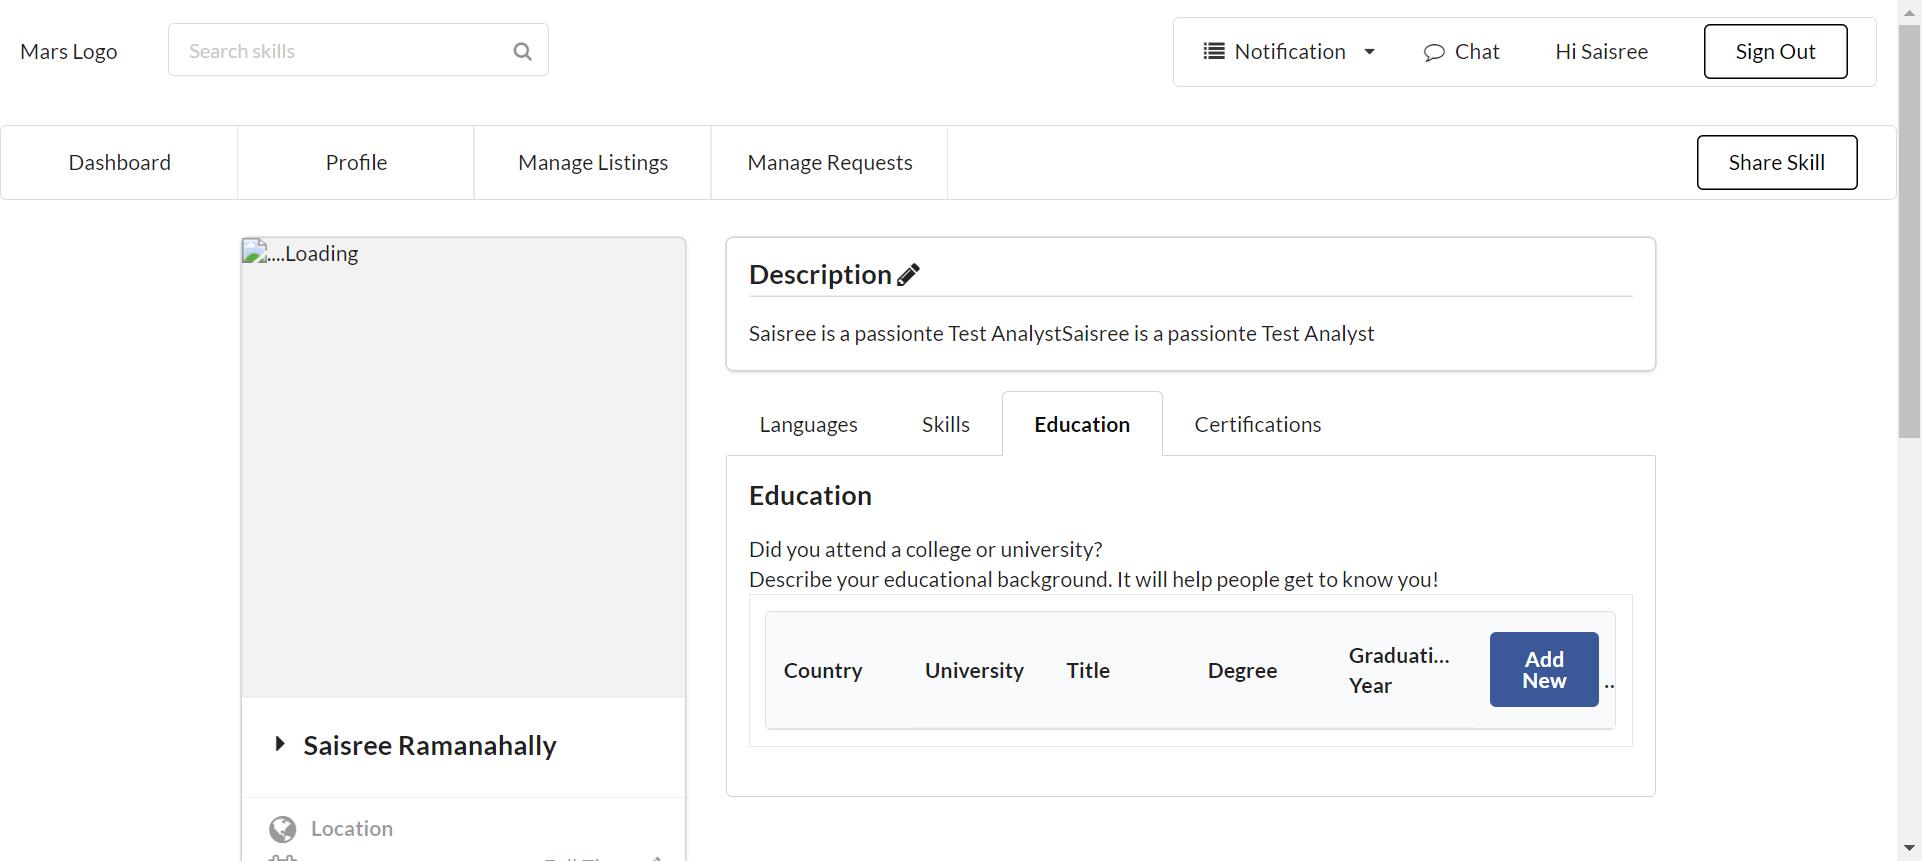 Mars Logo
Search skills
Notification
Chat
Hi Saisree
Sign Out
Dashboard
Profile
Manage Listings
Manage Requests
Share Skill
....Loading
Saisree Ramanahally
Location
Description
Saisree is a passionte Test AnalystSaisree is a passionte Test Analyst
Languages
Skills
Education
Certifications
Education
Did you attend a college or university?
Describe your educational background. It will help people get to know you!
Country
University
Title
Degree
Graduati...
Year
Add
New
..